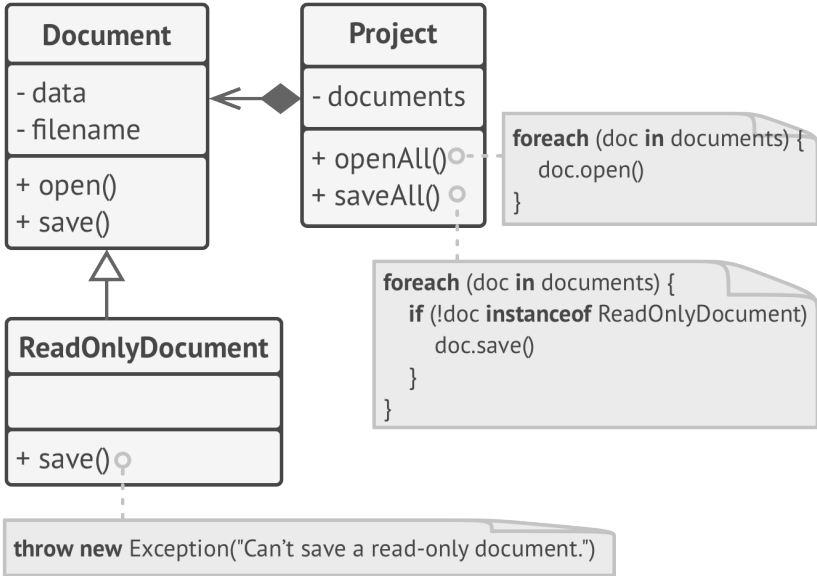 Document
- data
- filename
+ open()
+ save()
Project
- documents
+ openAll()
+ saveAll()
foreach (doc in documents) {
doc.open()
}
foreach (doc in documents) {
if (!doc instanceof ReadOnlyDocument)
doc.save()
}
}
ReadOnlyDocument
+ save()
throw new Exception("Can’t save a read-only document.")